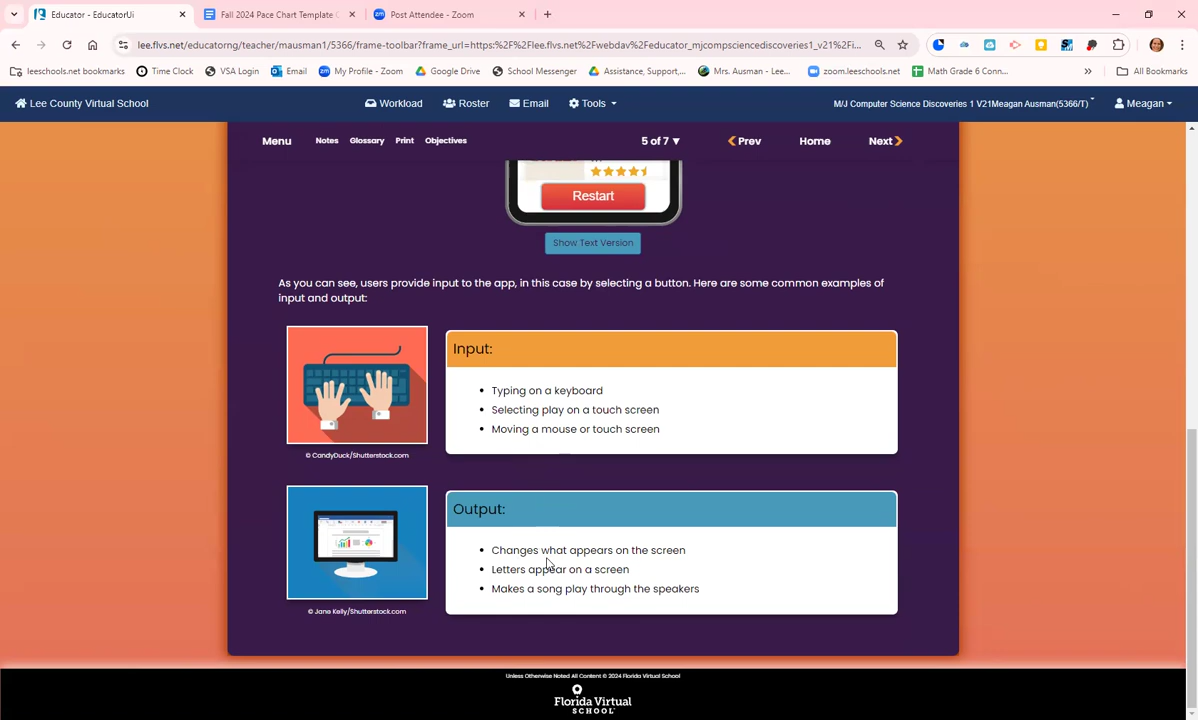 Educator - EducatorUi
Fall 2024 Pace Chart Template
Post Attendee - Zoom
lee.flvs.net/educatorng/teacher/mausman1/5366/frame-toolbar?frame_url=https:%2F%2Flee.flvs.net%2Fwebdav%2Feducator_mjcompsciencediscoveries1_v21%2Fi...
leeschools.net bookmarks
Time Clock
VSA Login
Email
My Profile - Zoom
Google Drive
School Messenger
Assistance, Support,...
Mrs. Ausman - Lee...
zoom.leeschools.net
Math Grade 6 Conn...
»
All Bookmarks
Lee County Virtual School
Workload
Roster
Email
Tools
M/J Computer Science Discoveries 1 V21Meagan Ausman(5366/T)
Meagan
Menu
Notes
Glossary
Print
Objectives
5 of 7
Prev
Home
Next
Restart
Show Text Version
As you can see, users provide input to the app, in this case by selecting a button. Here are some common examples of
input and output:
Input:
• Typing on a keyboard
• Selecting play on a touch screen
• Moving a mouse or touch screen
© CandyDuck/Shutterstock.com
Output:
• Changes what appears on the screen
• Letters appear on a screen
• Makes a song play through the speakers
© Jane Kelly/Shutterstock.com
Unless Otherwise Noted All Content © 2024 Florida Virtual School
Florida Virtual
SCHOOL